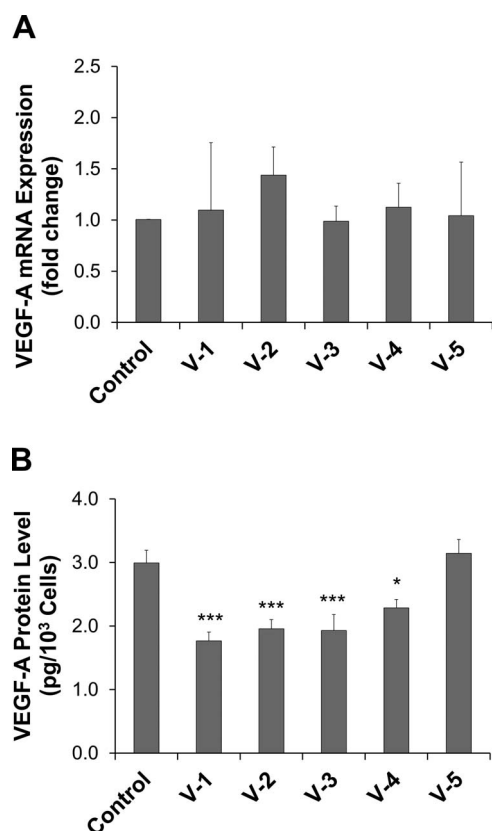 A
VEGF-A mRNA Expression
(fold change)
2.5
2.0
1.5
1.0
0.5
0.0
Control
V-1
V-2
V-3
V-4
V-5
B
VEGF-A Protein Level
(pg/10³ Cells)
4.0
3.0
2.0
1.0
0.0
***
***
***
*
Control
V-1
V-2
V-3
V-4
V-5